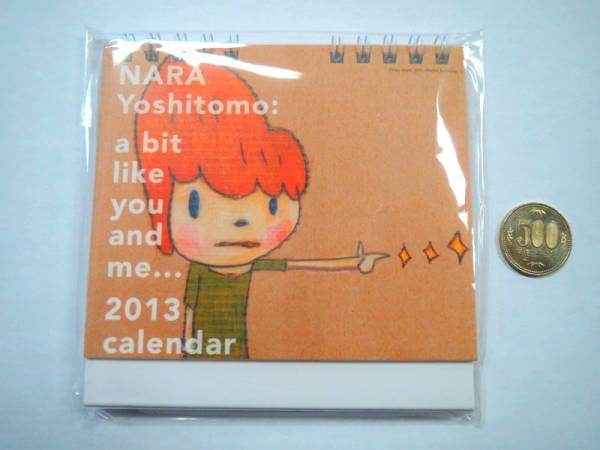 NARA
Yoshitomo:
a bit
like
you
and
me...
2013
calendar
500